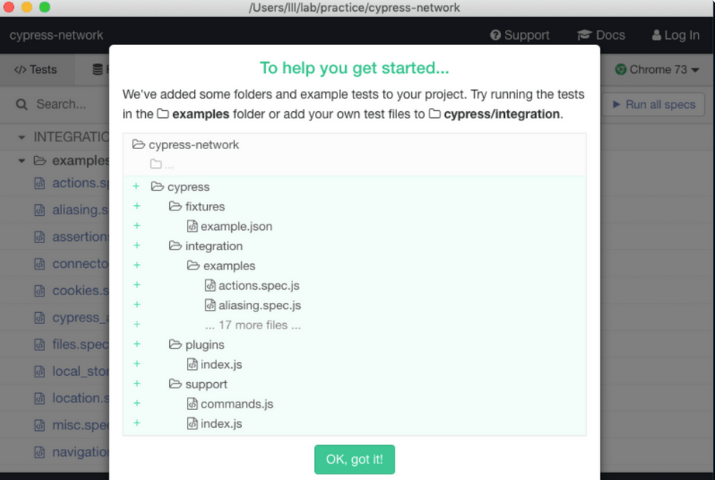 /Users/lll/lab/practice/cypress-network
cypress-network
Support
Docs
Log In
</> Tests
Chrome 73
Search...
Run all specs
INTEGRATIO
examples
actions.sp
aliasing.s
assertion
connecto
cookies.s
cypress_a
files.spec
local_stor
location.s
misc.spec
navigation
To help you get started...
We've added some folders and example tests to your project. Try running the tests
in the examples folder or add your own test files to cypress/integration.
cypress-network
...
+ cypress
+ fixtures
+ example.json
+ integration
+ examples
+ actions.spec.js
+ aliasing.spec.js
+ ... 17 more files ...
+ plugins
+ index.js
+ support
+ commands.js
+ index.js
OK, got it!